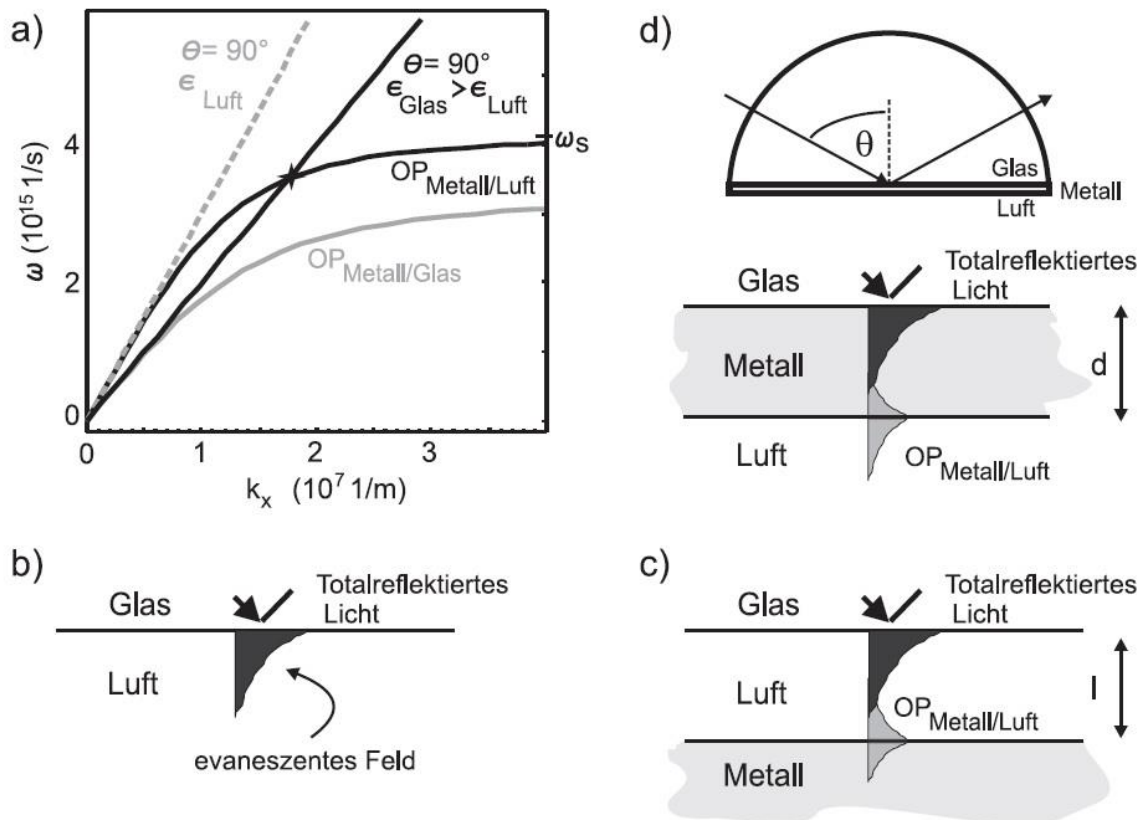 a)
θ= 90°
ϵ Luft
θ= 90°
ϵ Glas > ϵ Luft
ωS
OP Metall/Luft
OP Metall/Glas
ω (10^15 1/s)
4
2
0
0
1
2
3
kx (10^7 1/m)
b)
Glas
Totalreflektiertes
Licht
Luft
evaneszentes Feld
d)
θ
Glas
Metall
Luft
Totalreflektiertes
Glas
Licht
Metall
d
Luft
OP Metall/Luft
c)
Glas
Totalreflektiertes
Licht
Luft
l
OP Metall/Luft
Metall